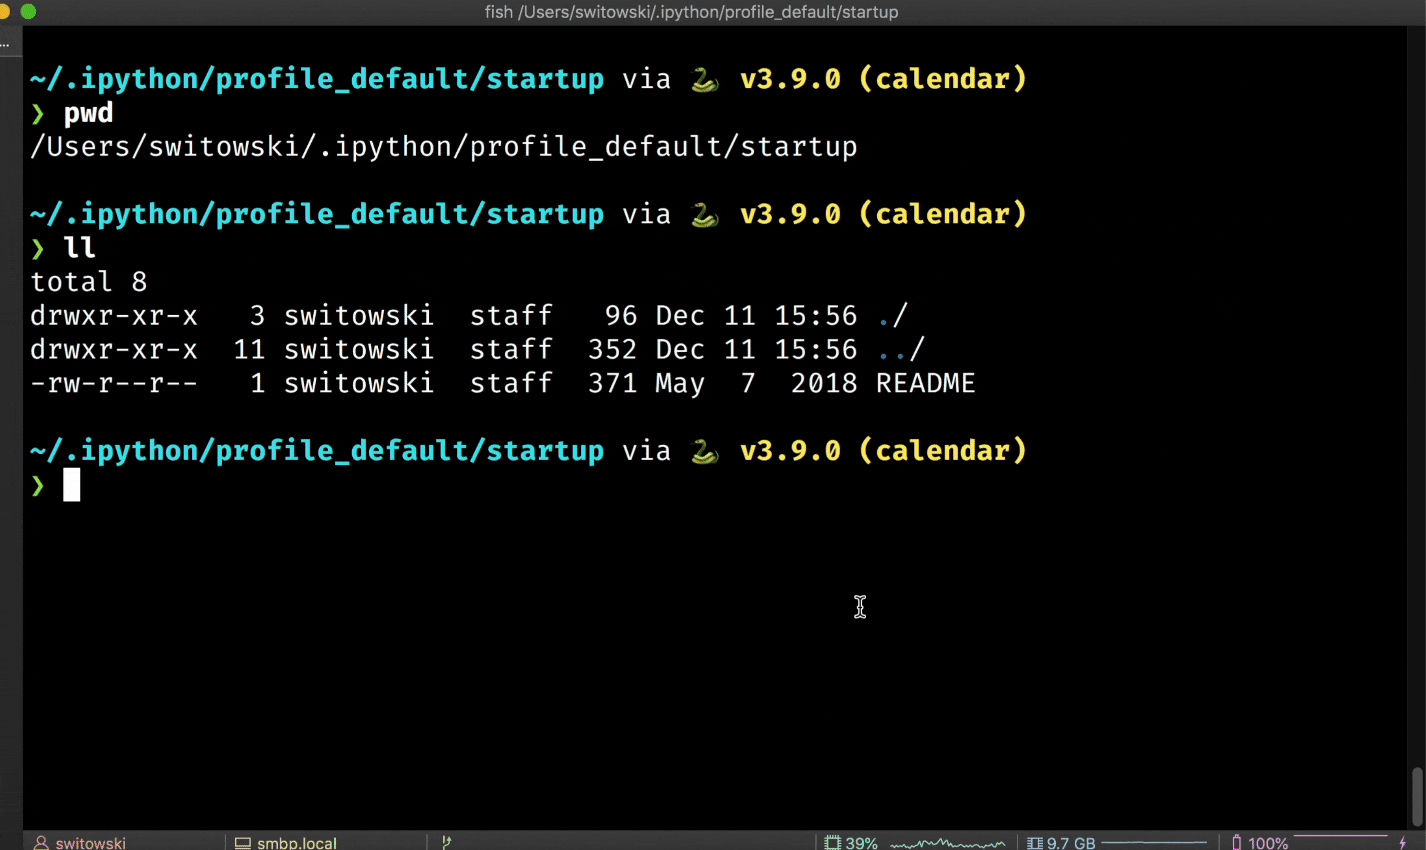 fish /Users/switowski/.ipython/profile_default/startup
...
~/.ipython/profile_default/startup via 🐍 v3.9.0 (calendar)
❯ pwd
/Users/switowski/.ipython/profile_default/startup
~/.ipython/profile_default/startup via 🐍 v3.9.0 (calendar)
❯ ll
total 8
drwxr-xr-x   3 switowski  staff   96 Dec 11 15:56 ./
drwxr-xr-x  11 switowski  staff  352 Dec 11 15:56 ../
-rw-r--r--   1 switowski  staff  371 May  7  2018 README
~/.ipython/profile_default/startup via 🐍 v3.9.0 (calendar)
❯
switowski smbp.local 39% 9.7 GB 100%